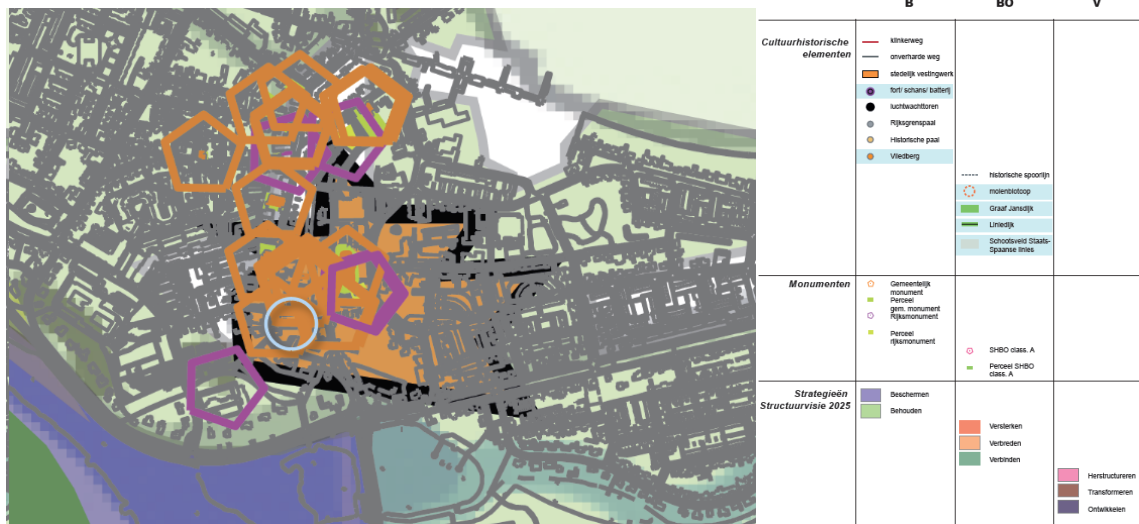 B BO V
Cultuurhistorische
elementen
klinkerweg
onverharde weg
stedelijk vestingwerk
fort/ schans/ batterij
luchtwachttoren
Rijksgrenspaal
Historische paal
Vliedberg
historische spoorlijn
molenbiotoop
Graaf Jansdijk
Liniedijk
Schootsveld Staats-
Spaanse linies
Monumenten
Gemeentelijk
monument
Perceel
gem. monument
Rijksmonument
Perceel
rijksmonument
SHBO class. A
Perceel SHBO
class. A
Strategieën
Structuurvisie 2025
Beschermen
Behouden
Versterken
Verbreden
Verbinden
Herstructureren
Transformeren
Ontwikkelen